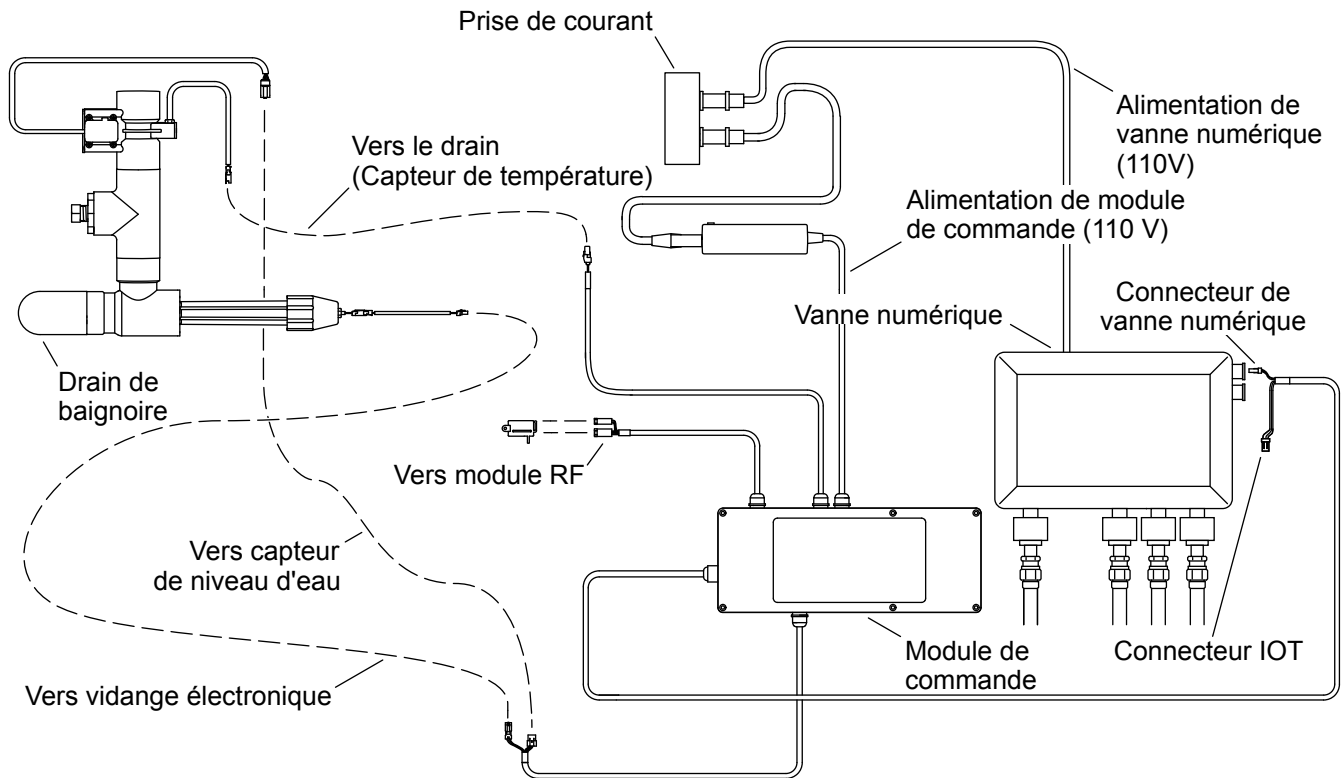 Prise de courant
Alimentation de
vanne numérique
(110V)
Vers le drain
(Capteur de température)
Alimentation de module
de commande (110 V)
Connecteur de
vanne numérique
Vanne numérique
Drain de
baignoire
Vers module RF
Vers capteur
de niveau d'eau
Module de
commande
Connecteur IOT
Vers vidange électronique